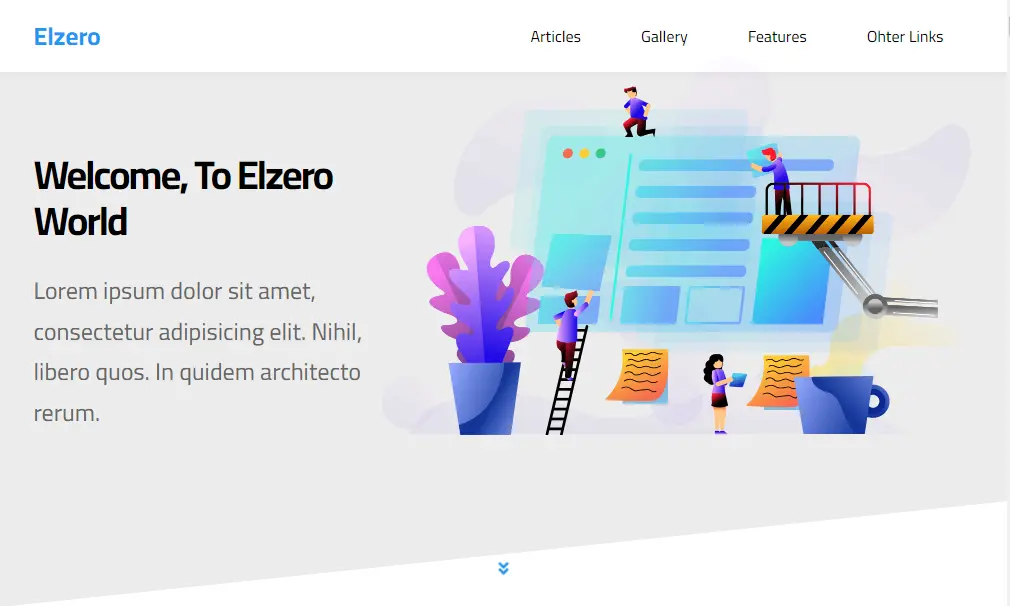 Elzero
Articles
Gallery
Features
Ohter Links
Welcome, To Elzero
World
Lorem ipsum dolor sit amet,
consectetur adipisicing elit. Nihil,
libero quos. In quidem architecto
rerum.